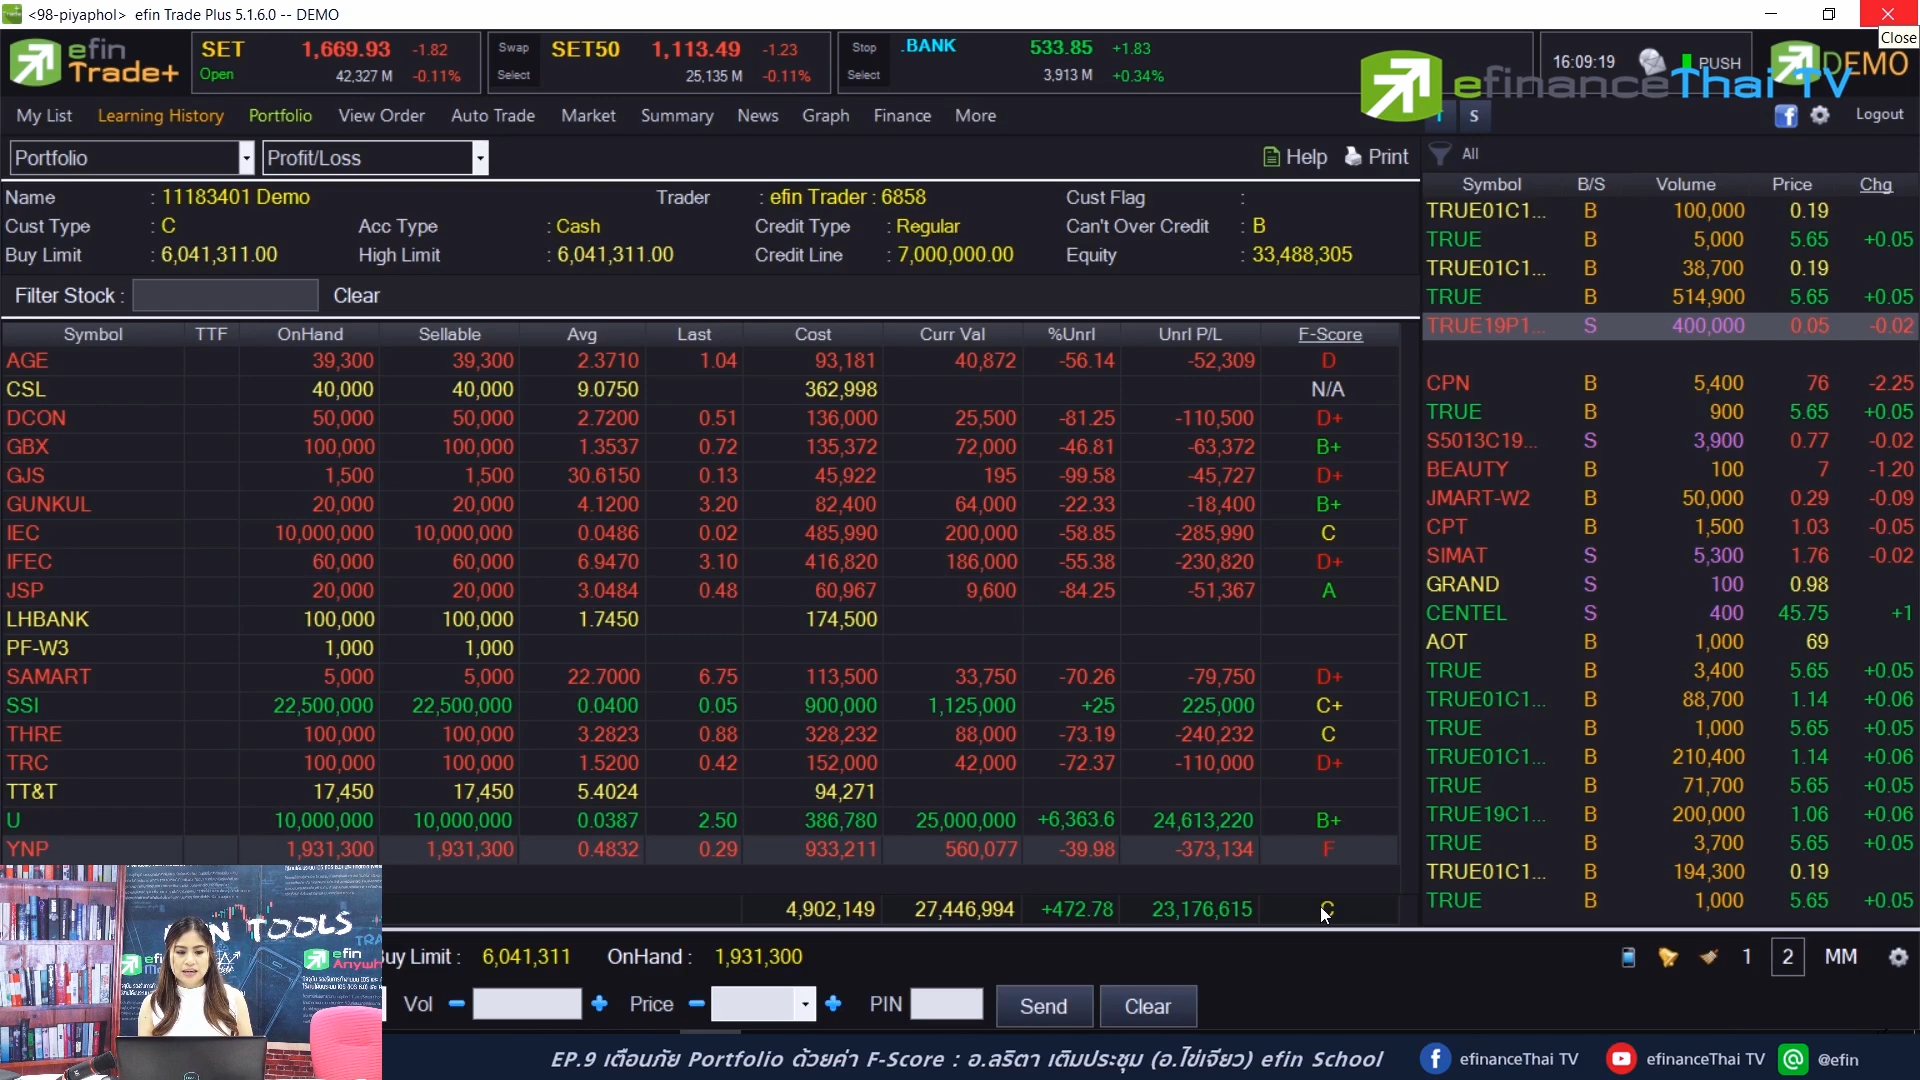 <98-piyaphol> efin Trade Plus 5.1.6.0 -- DEMO
Close
efin Trade+
SET 1,669.93 -1.82
Open 42,327 M -0.11%
Swap SET50 1,113.49 -1.23
Select 25,135 M -0.11%
Stop .BANK 533.85 +1.83
Select 3,913 M +0.34%
16:09:19 PUSH DEMO
efinanceThai TV
My List Learning History Portfolio View Order Auto Trade Market Summary News Graph Finance More S Logout
Portfolio Profit/Loss Help Print All
Name : 11183401 Demo Trader : efin Trader : 6858 Cust Flag :
Cust Type : C Acc Type : Cash Credit Type : Regular Can't Over Credit : B
Buy Limit : 6,041,311.00 High Limit : 6,041,311.00 Credit Line : 7,000,000.00 Equity : 33,488,305
Filter Stock : Clear
Symbol TTF OnHand Sellable Avg Last Cost Curr Val %Unrl Unrl P/L F-Score
AGE 39,300 39,300 2.3710 1.04 93,181 40,872 -56.14 -52,309 D
CSL 40,000 40,000 9.0750 362,998 N/A
DCON 50,000 50,000 2.7200 0.51 136,000 25,500 -81.25 -110,500 D+
GBX 100,000 100,000 1.3537 0.72 135,372 72,000 -46.81 -63,372 B+
GJS 1,500 1,500 30.6150 0.13 45,922 195 -99.58 -45,727 D+
GUNKUL 20,000 20,000 4.1200 3.20 82,400 64,000 -22.33 -18,400 B+
IEC 10,000,000 10,000,000 0.0486 0.02 485,990 200,000 -58.85 -285,990 C
IFEC 60,000 60,000 6.9470 3.10 416,820 186,000 -55.38 -230,820 D+
JSP 20,000 20,000 3.0484 0.48 60,967 9,600 -84.25 -51,367 A
LHBANK 100,000 100,000 1.7450 174,500
PF-W3 1,000 1,000
SAMART 5,000 5,000 22.7000 6.75 113,500 33,750 -70.26 -79,750 D+
SSI 22,500,000 22,500,000 0.0400 0.05 900,000 1,125,000 +25 225,000 C+
THRE 100,000 100,000 3.2823 0.88 328,232 88,000 -73.19 -240,232 C
TRC 100,000 100,000 1.5200 0.42 152,000 42,000 -72.37 -110,000 D+
TT&T 17,450 17,450 5.4024 94,271
U 10,000,000 10,000,000 0.0387 2.50 386,780 25,000,000 +6,363.6 24,613,220 B+
YNP 1,931,300 1,931,300 0.4832 0.29 933,211 560,077 -39.98 -373,134 F
4,902,149 27,446,994 +472.78 23,176,615 C
Symbol B/S Volume Price Chg
TRUE01C1... B 100,000 0.19
TRUE B 5,000 5.65 +0.05
TRUE01C1... B 38,700 0.19
TRUE B 514,900 5.65 +0.05
TRUE19P1... S 400,000 0.05 -0.02
CPN B 5,400 76 -2.25
TRUE B 900 5.65 +0.05
S5013C19... S 3,900 0.77 -0.02
BEAUTY B 100 7 -1.20
JMART-W2 B 50,000 0.29 -0.09
CPT B 1,500 1.03 -0.05
SIMAT S 5,300 1.76 -0.02
GRAND S 100 0.98
CENTEL S 400 45.75 +1
AOT B 1,000 69
TRUE B 3,400 5.65 +0.05
TRUE01C1... B 88,700 1.14 +0.06
TRUE B 1,000 5.65 +0.05
TRUE01C1... B 210,400 1.14 +0.06
TRUE B 71,700 5.65 +0.05
TRUE19C1... B 200,000 1.06 +0.06
TRUE B 3,700 5.65 +0.05
TRUE01C1... B 194,300 0.19
TRUE B 1,000 5.65 +0.05
TOOLS
efin
efin
uy Limit : 6,041,311 OnHand : 1,931,300 1 2 MM
Vol Price PIN Send Clear
EP.9 เตือนภัย Portfolio ด้วยค่า F-Score : อ.ลริตา เติมประชุม (อ.ไข่เจียว) efin School efinanceThai TV efinanceThai TV @efin